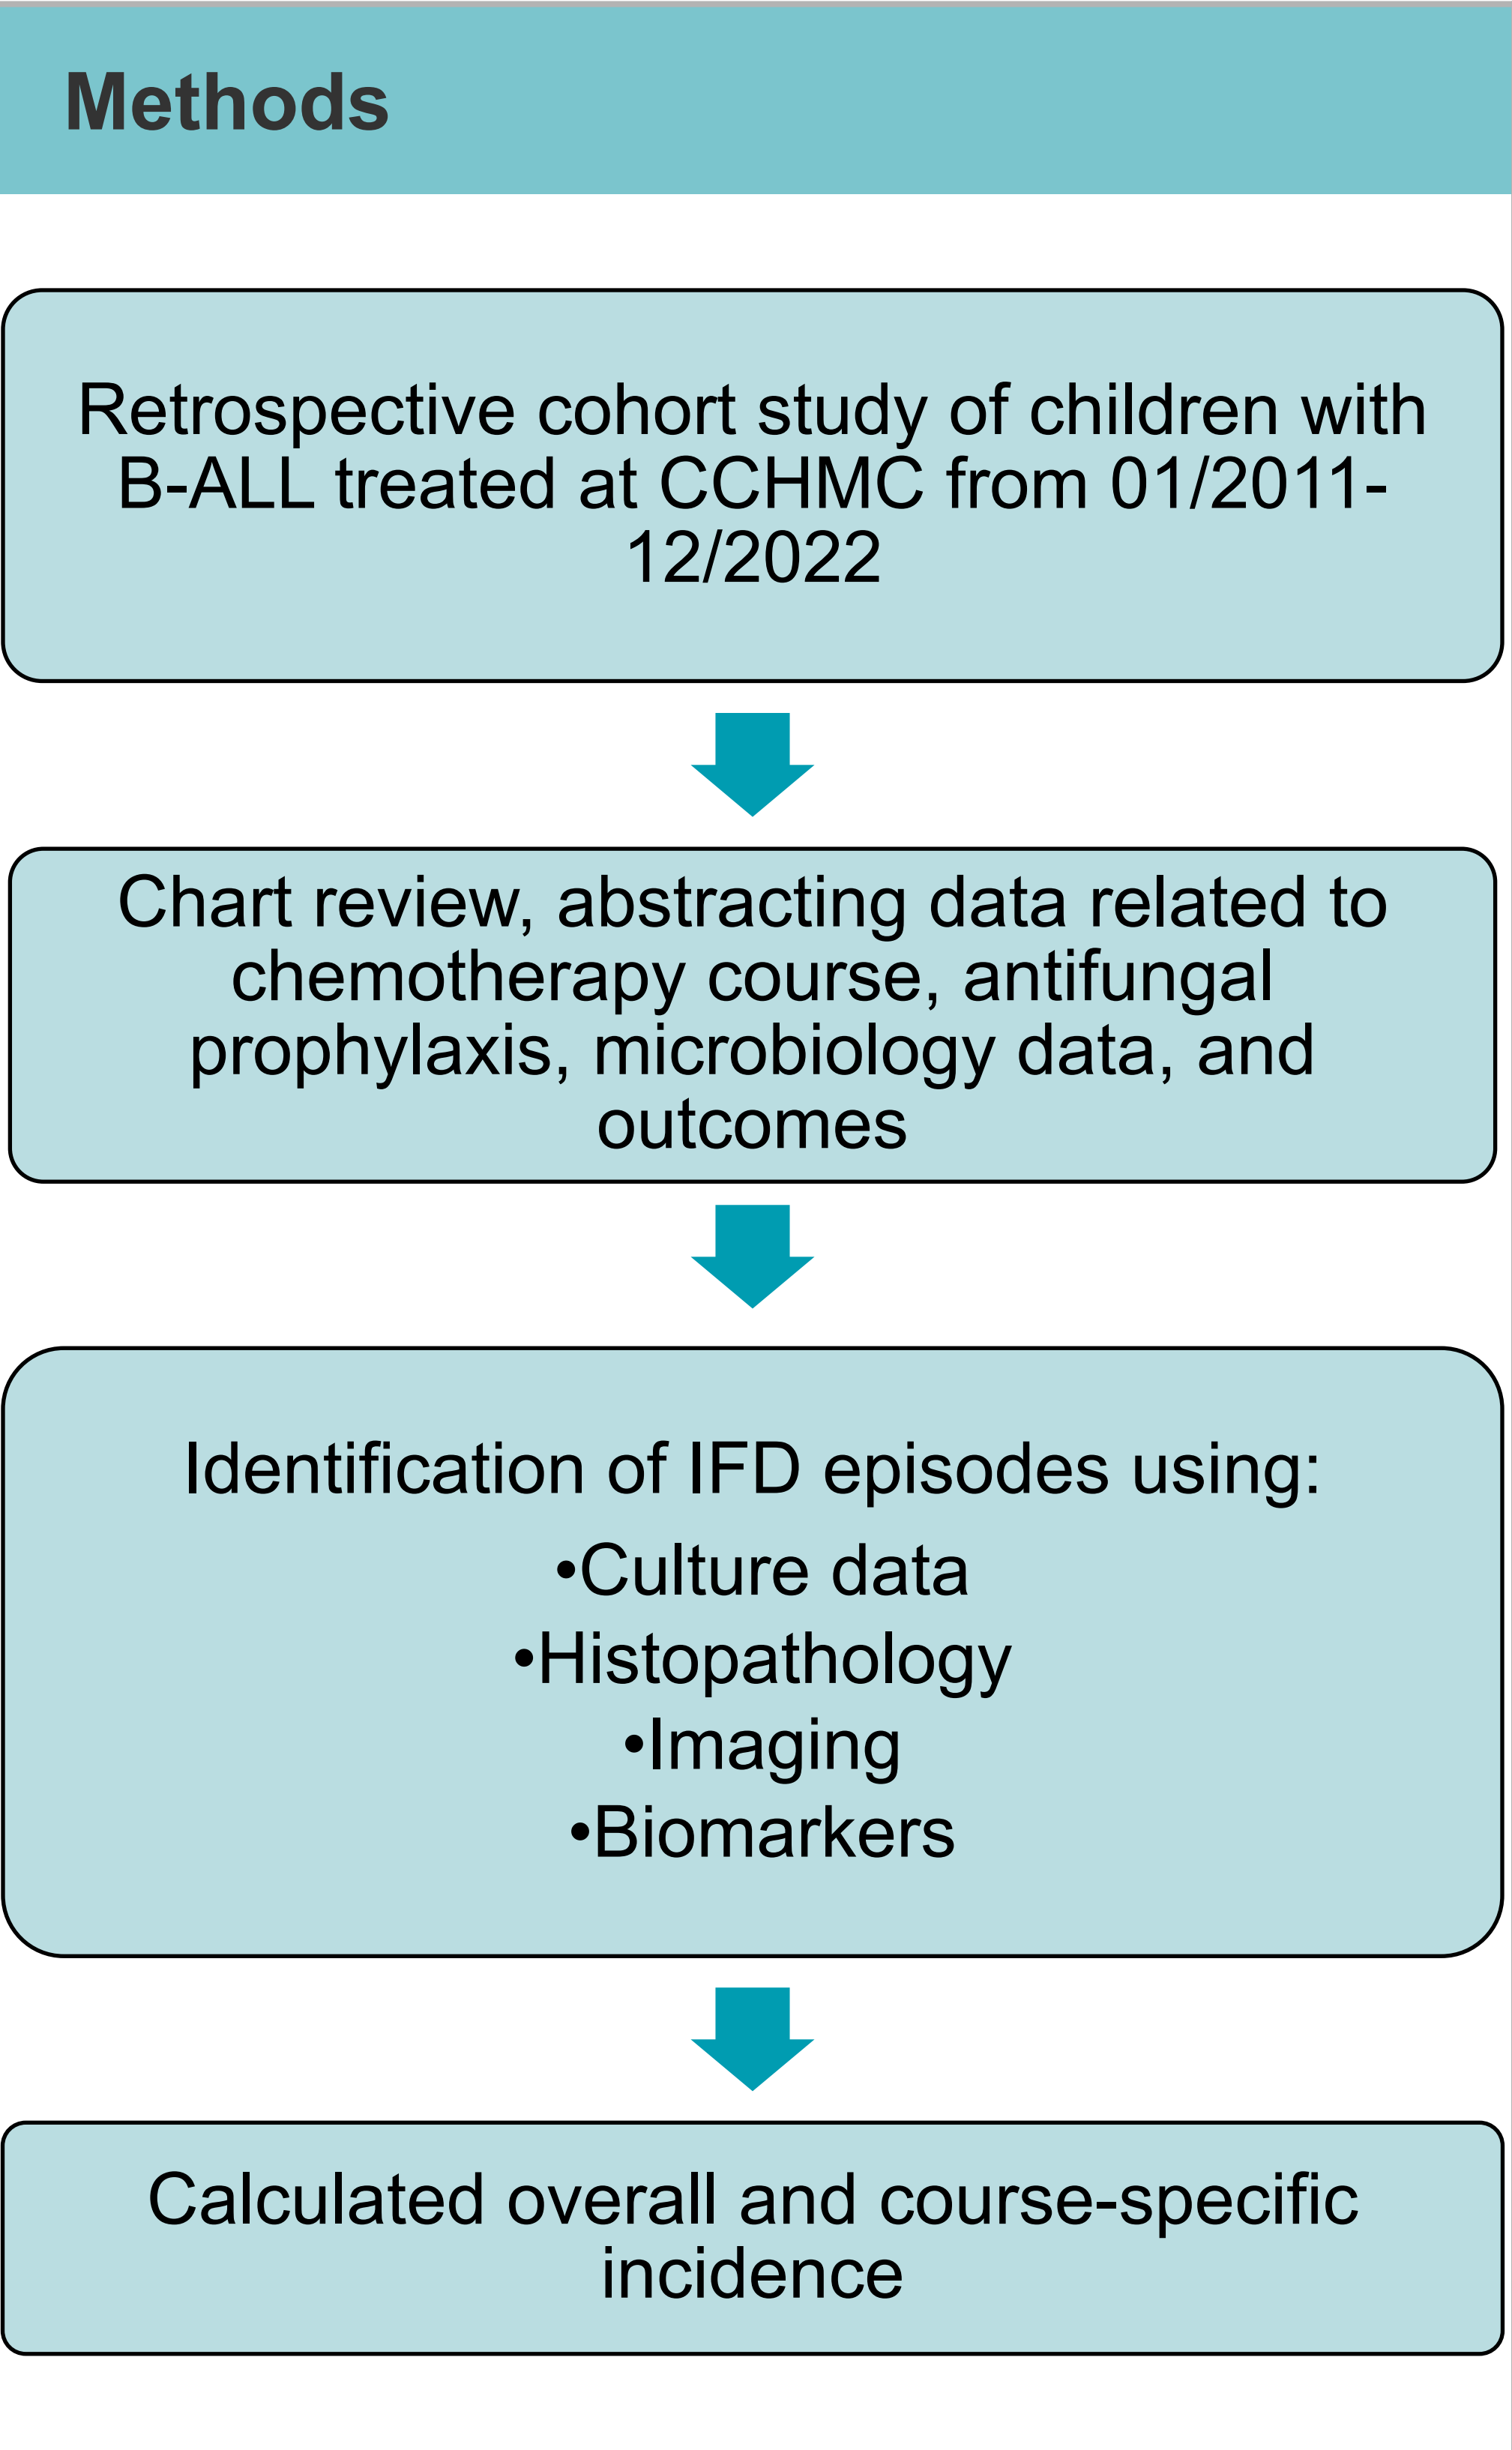 Methods
Retrospective cohort study of children with
B-ALL treated at CCHMC from 01/2011-
12/2022
Chart review, abstracting data related to
chemotherapy course, antifungal
prophylaxis, microbiology data, and
outcomes
Identification of IFD episodes using:
•Culture data
•Histopathology
•Imaging
•Biomarkers
Calculated overall and course-specific
incidence